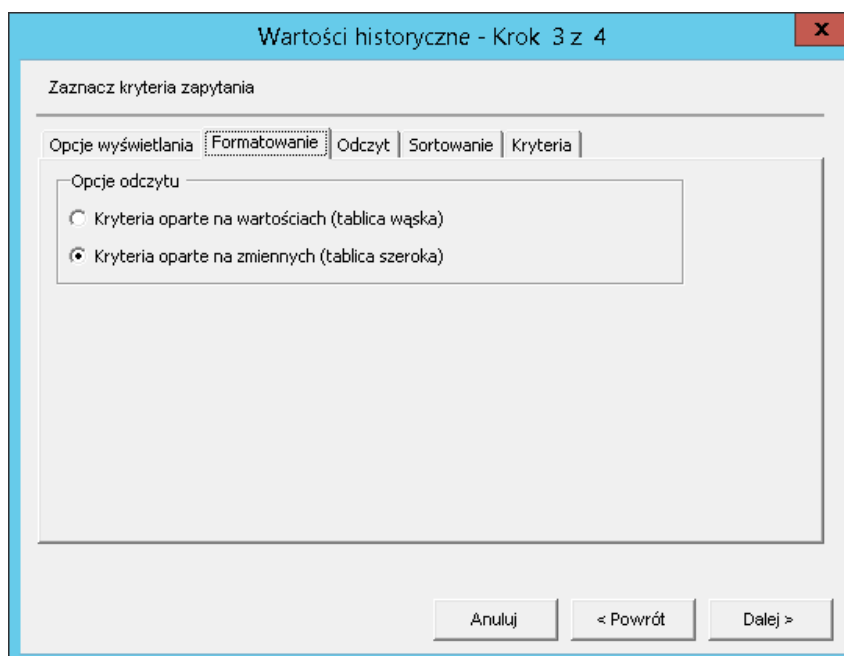 Wartości historyczne - Krok 3 z 4
x
Zaznacz kryteria zapytania
Opcje wyświetlania Formatowanie Odczyt Sortowanie Kryteria
Opcje odczytu
Kryteria oparte na wartościach (tablica wąska)
Kryteria oparte na zmiennych (tablica szeroka)
Anuluj < Powrót Dalej >